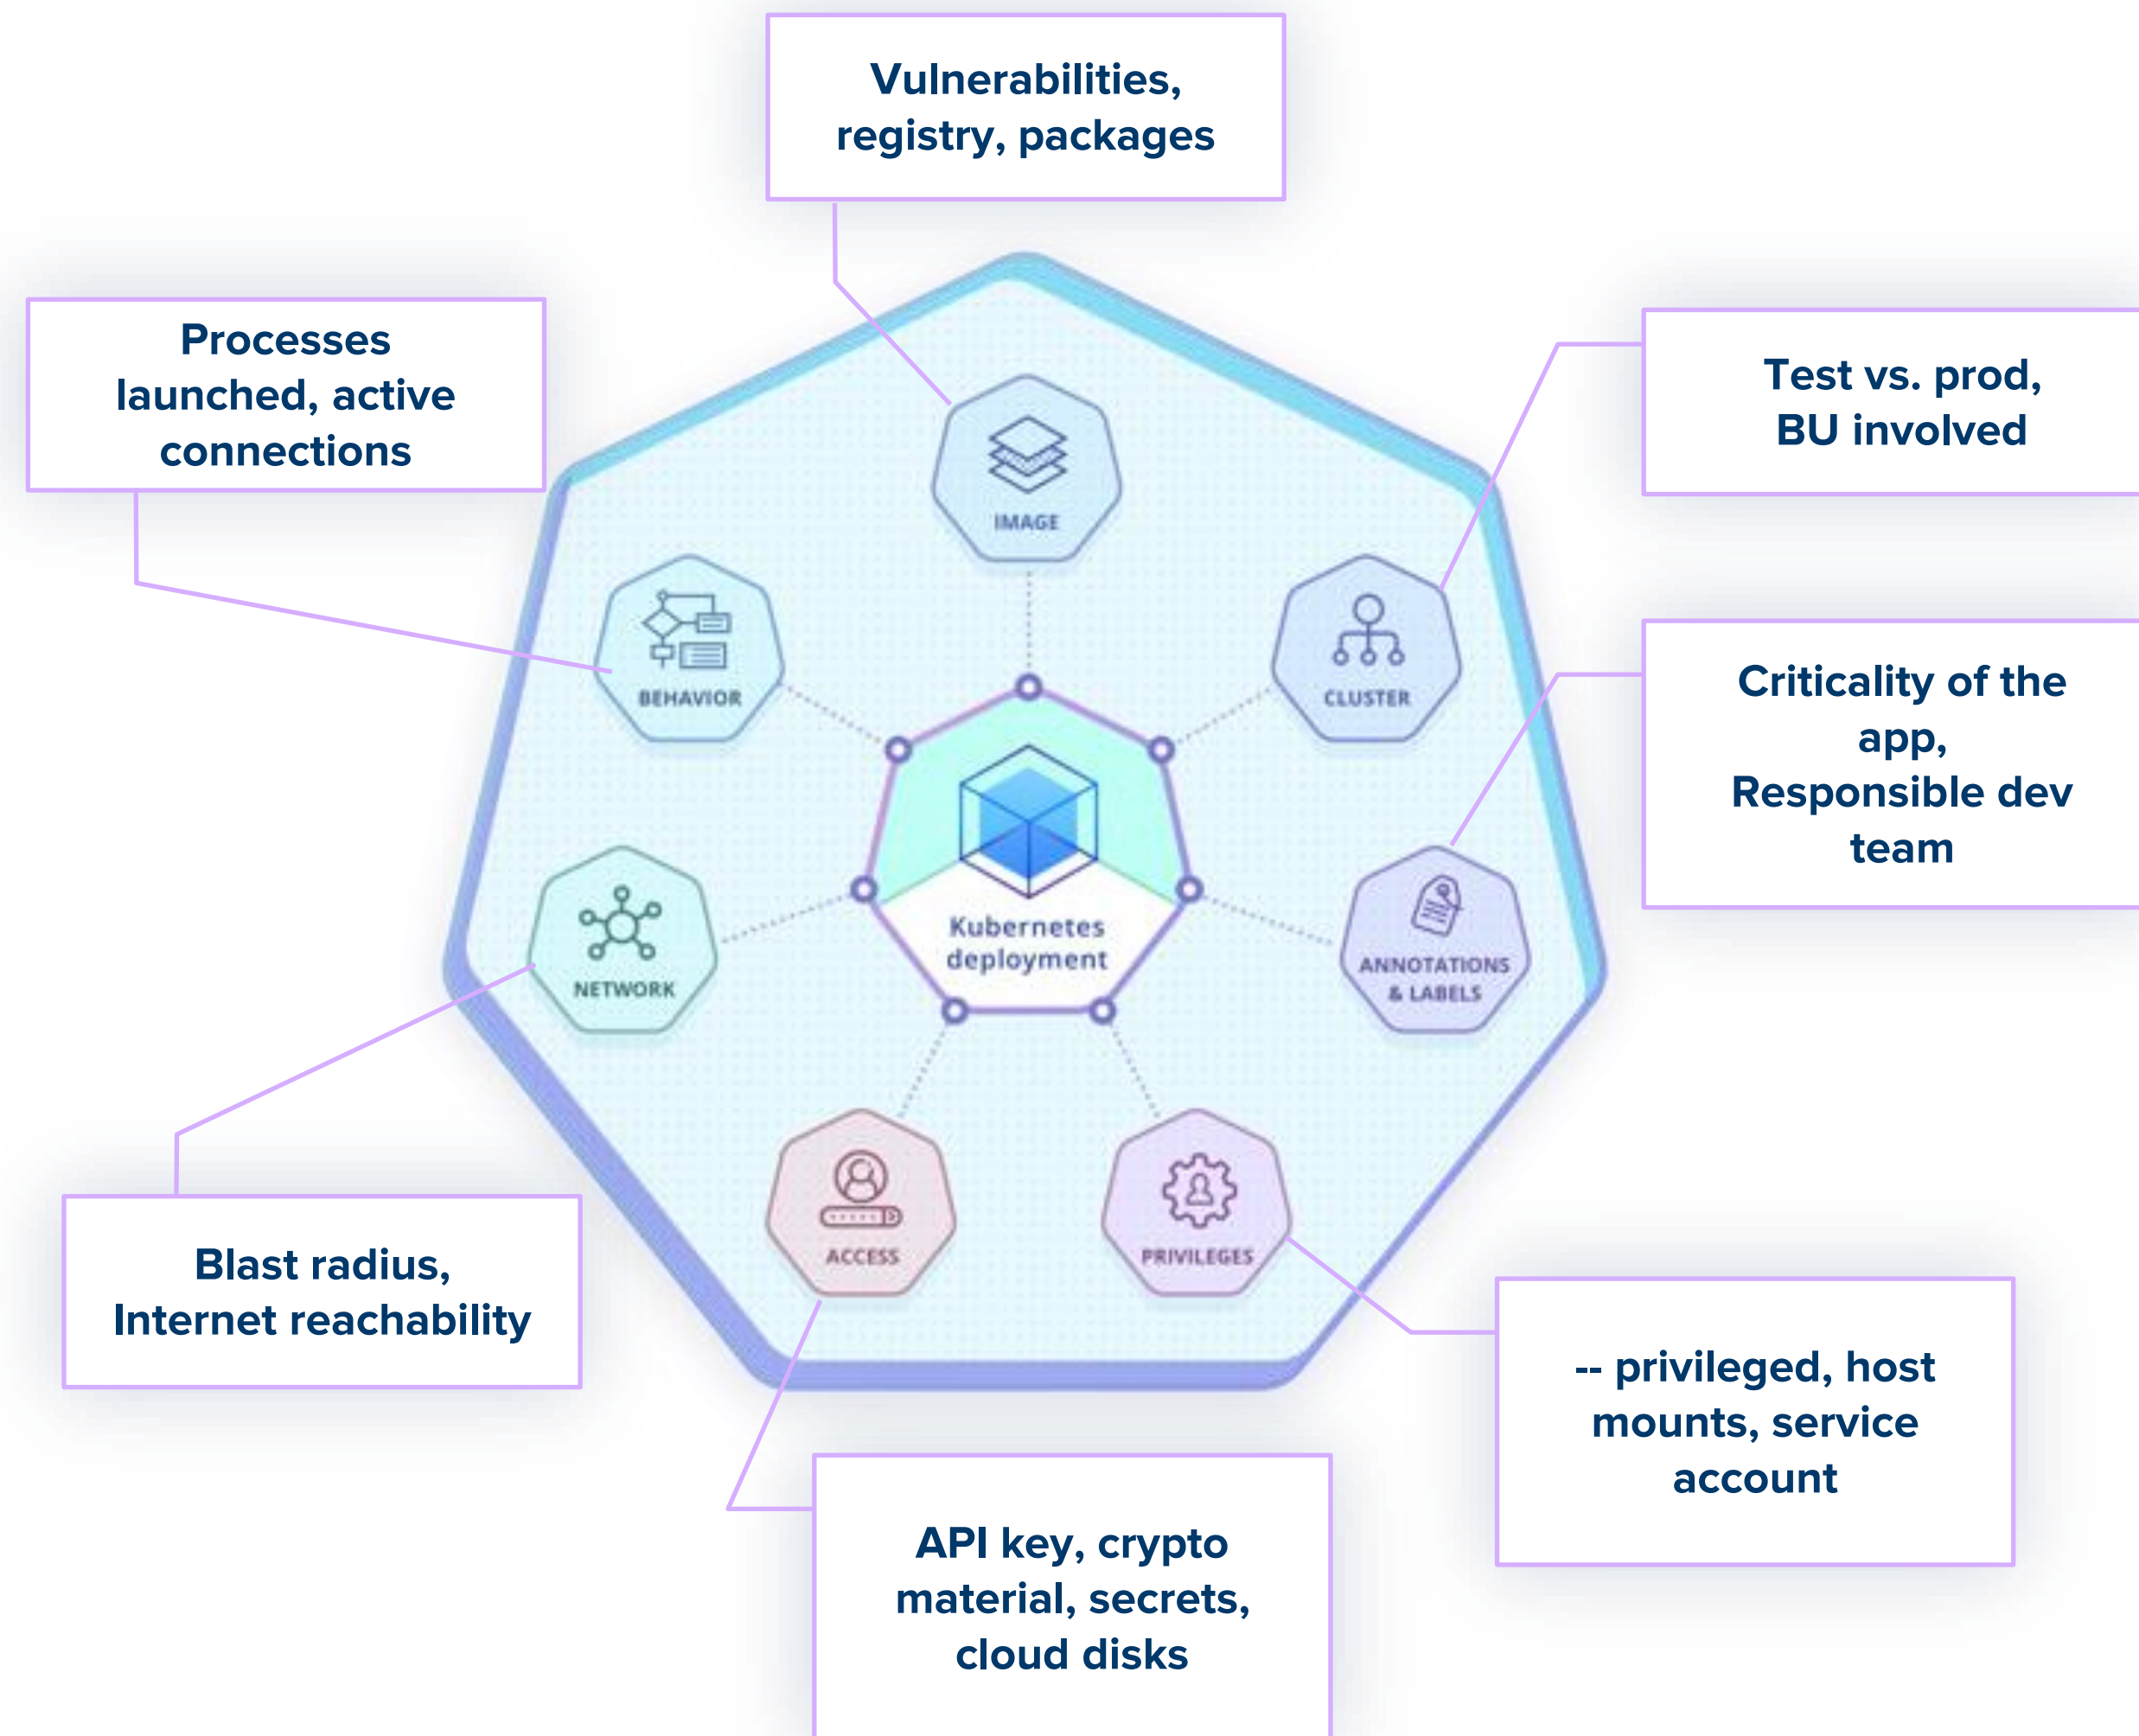 Vulnerabilities,
registry, packages
Processes
launched, active
connections
Test vs. prod,
BU involved
IMAGE
BEHAVIOR
CLUSTER
Criticality of the
app,
Responsible dev
team
Kubernetes
deployment
NETWORK
ANNOTATIONS
& LABELS
ACCESS
PRIVILEGES
Blast radius,
Internet reachability
-- privileged, host
mounts, service
account
API key, crypto
material, secrets,
cloud disks